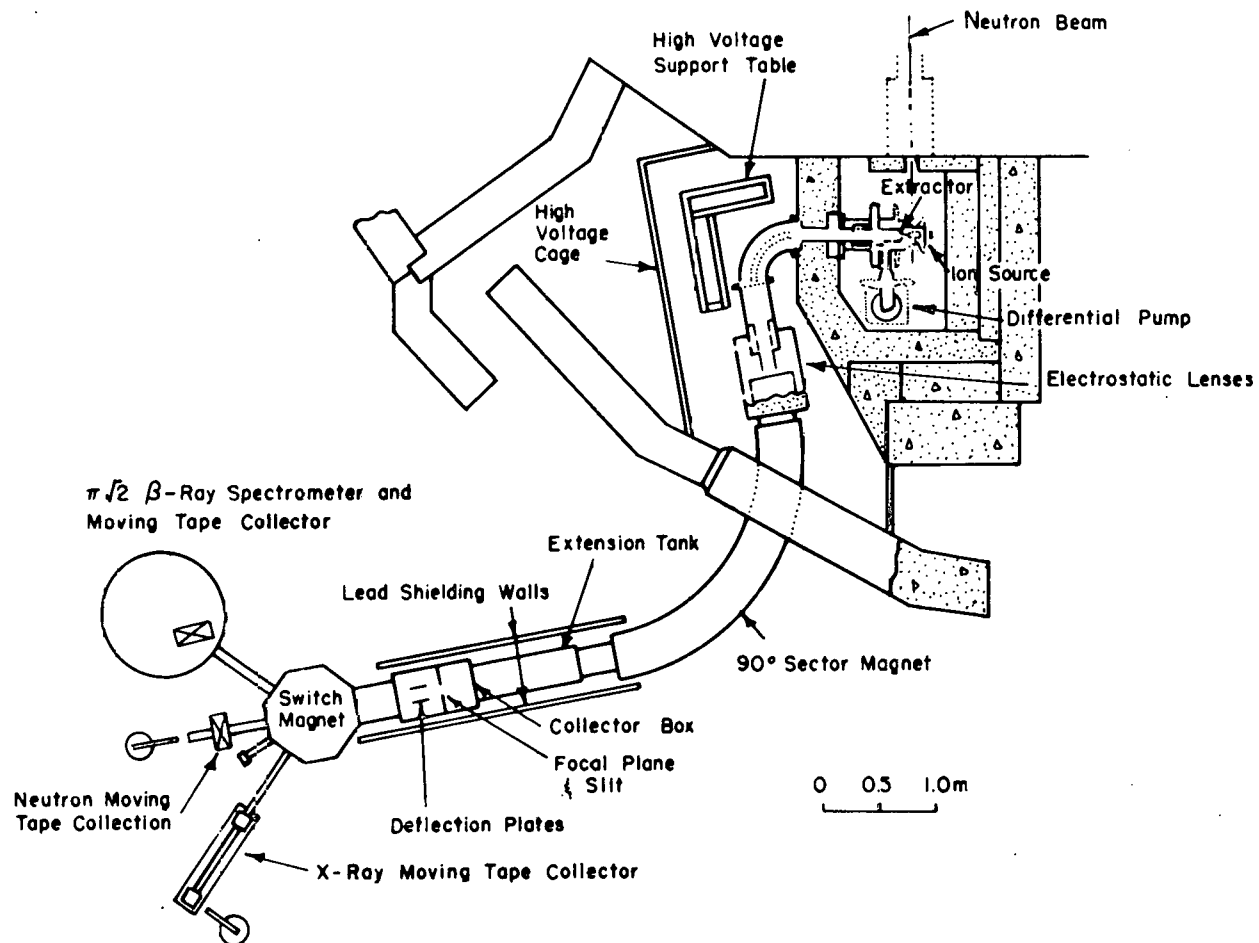 Neutron Beam
High Voltage
Support Table
Extractor
High
Voltage
Cage
Ion Source
Differential Pump
Electrostatic Lenses
π√2 β-Ray Spectrometer and
Moving Tape Collector
Extension Tank
Lead Shielding Walls
90° Sector Magnet
Switch
Magnet
Collector Box
Focal Plane
& Slit
0 0.5 1.0m
Neutron Moving
Tape Collection
Deflection Plates
X-Ray Moving Tape Collector